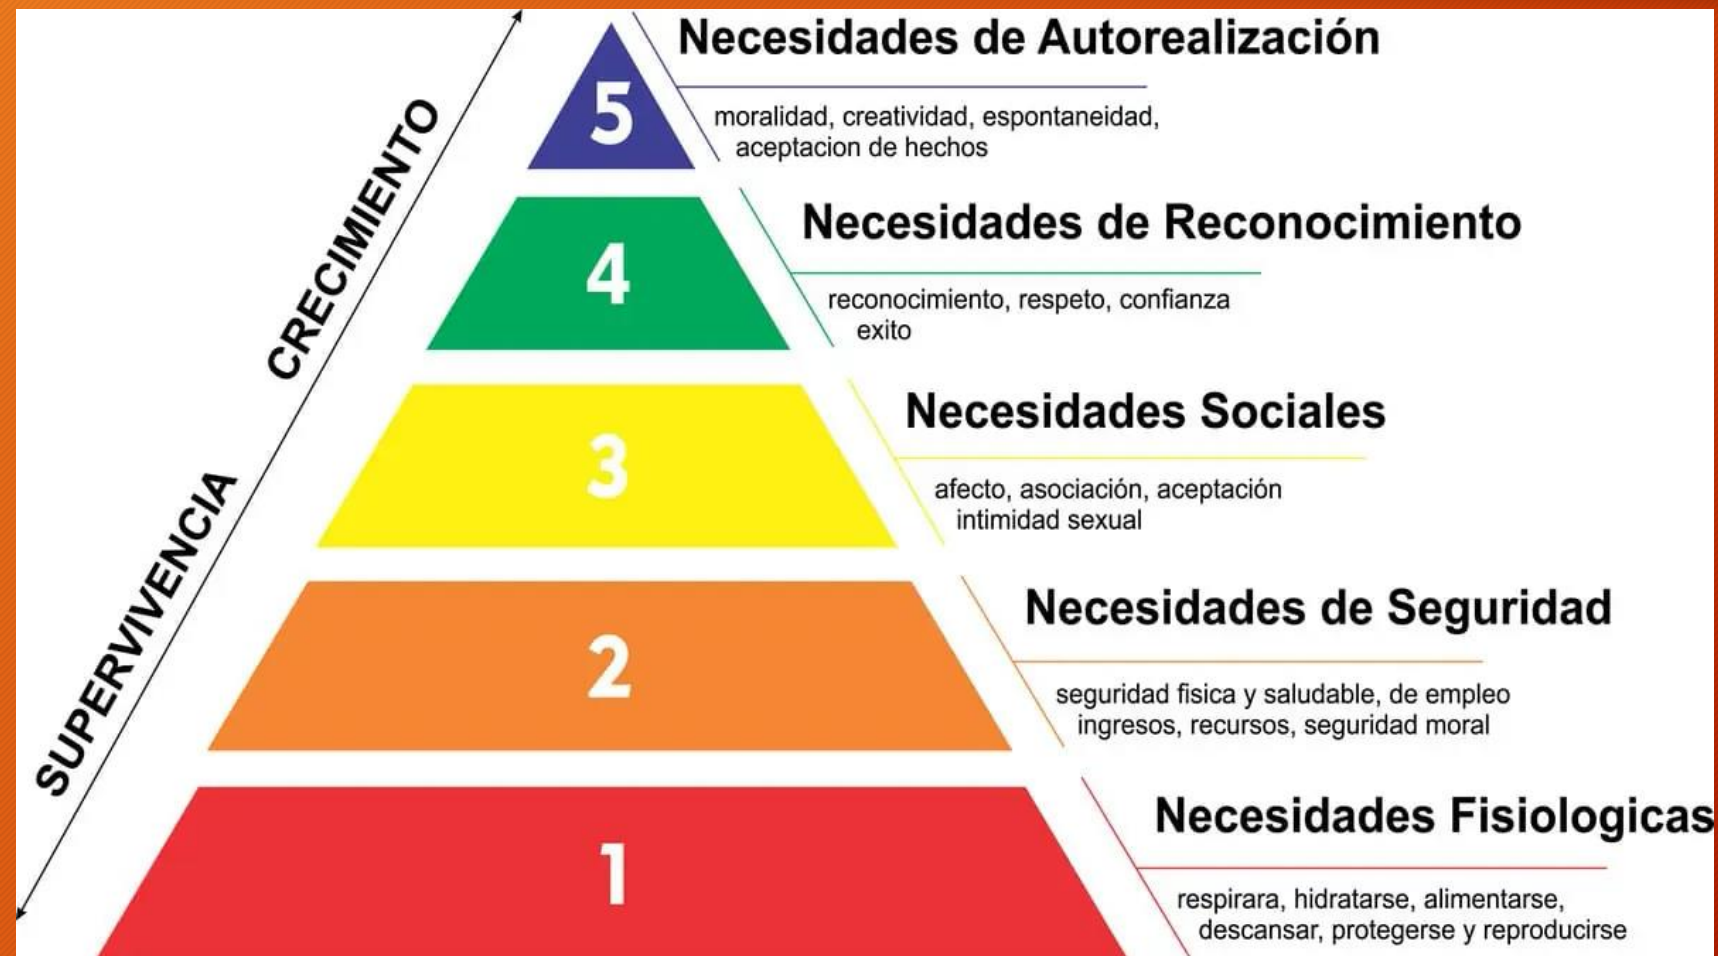 CRECIMIENTO
SUPERVIVENCIA
5
Necesidades de Autorealización
moralidad, creatividad, espontaneidad,
aceptacion de hechos
4
Necesidades de Reconocimiento
reconocimiento, respeto, confianza
exito
3
Necesidades Sociales
afecto, asociación, aceptación
intimidad sexual
2
Necesidades de Seguridad
seguridad fisica y saludable, de empleo
ingresos, recursos, seguridad moral
1
Necesidades Fisiologicas
respirara, hidratarse, alimentarse,
descansar, protegerse y reproducirse